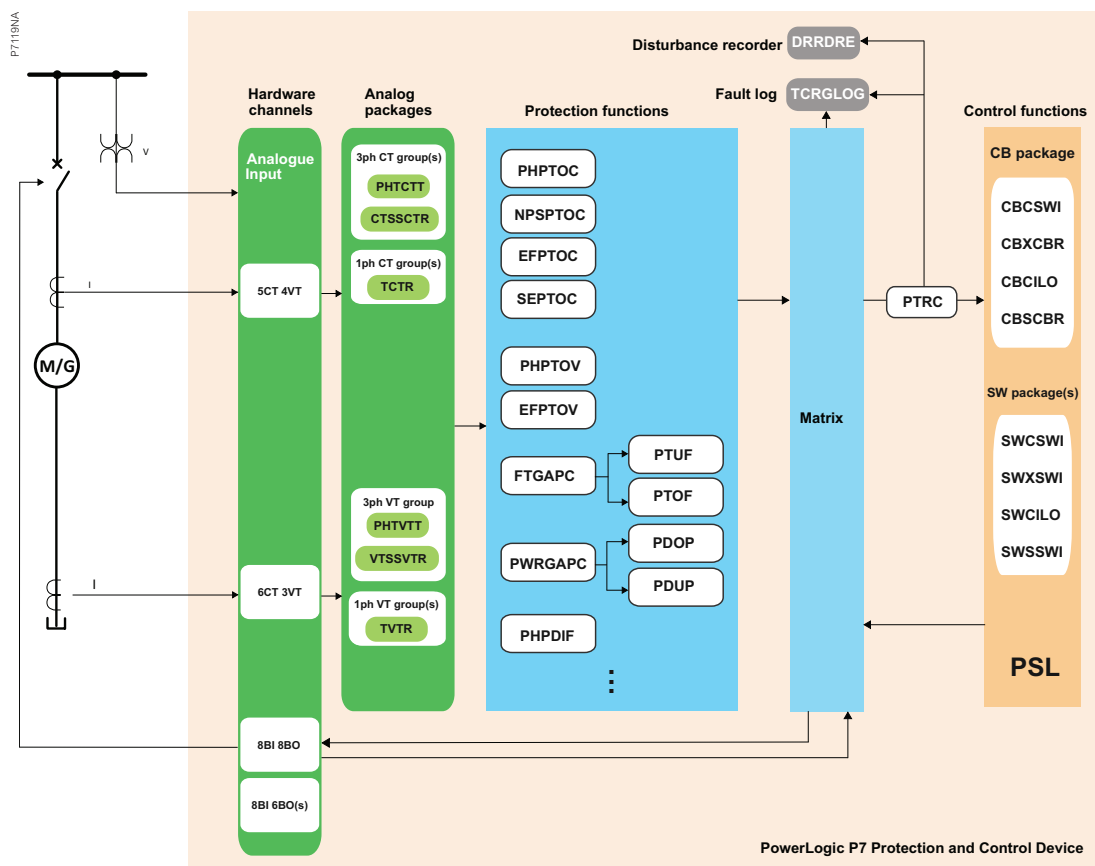 P7119NA
Disturbance recorder
DRRDRE
Fault log
TCRGLOG
Hardware
channels
Analog
packages
Protection functions
Control functions
V
I
M/G
I
Analogue
Input
5CT 4VT
6CT 3VT
8BI 8BO
8BI 6BO(s)
3ph CT group(s)
PHTCTT
CTSSCTR
1ph CT group(s)
TCTR
3ph VT group
PHTVTT
VTSSVTR
1ph VT group(s)
TVTR
PHPTOC
NPSPTOC
EFPTOC
SEPTOC
PHPTOV
EFPTOV
FTGAPC
PTUF
PTOF
PWRGAPC
PDOP
PDUP
PHPDIF
⋮
Matrix
PTRC
CB package
CBCSWI
CBXCBR
CBCILO
CBSCBR
SW package(s)
SWCSWI
SWXSWI
SWCILO
SWSSWI
PSL
PowerLogic P7 Protection and Control Device